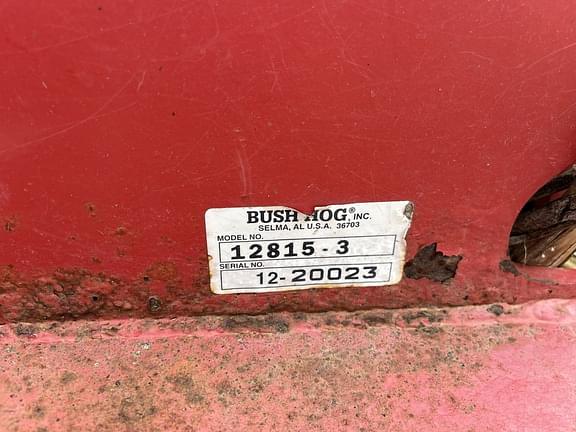 BUSH HOG®, INC.
SELMA, AL U.S.A. 36703
MODEL NO.
12815-3
SERIAL NO.
12-20023